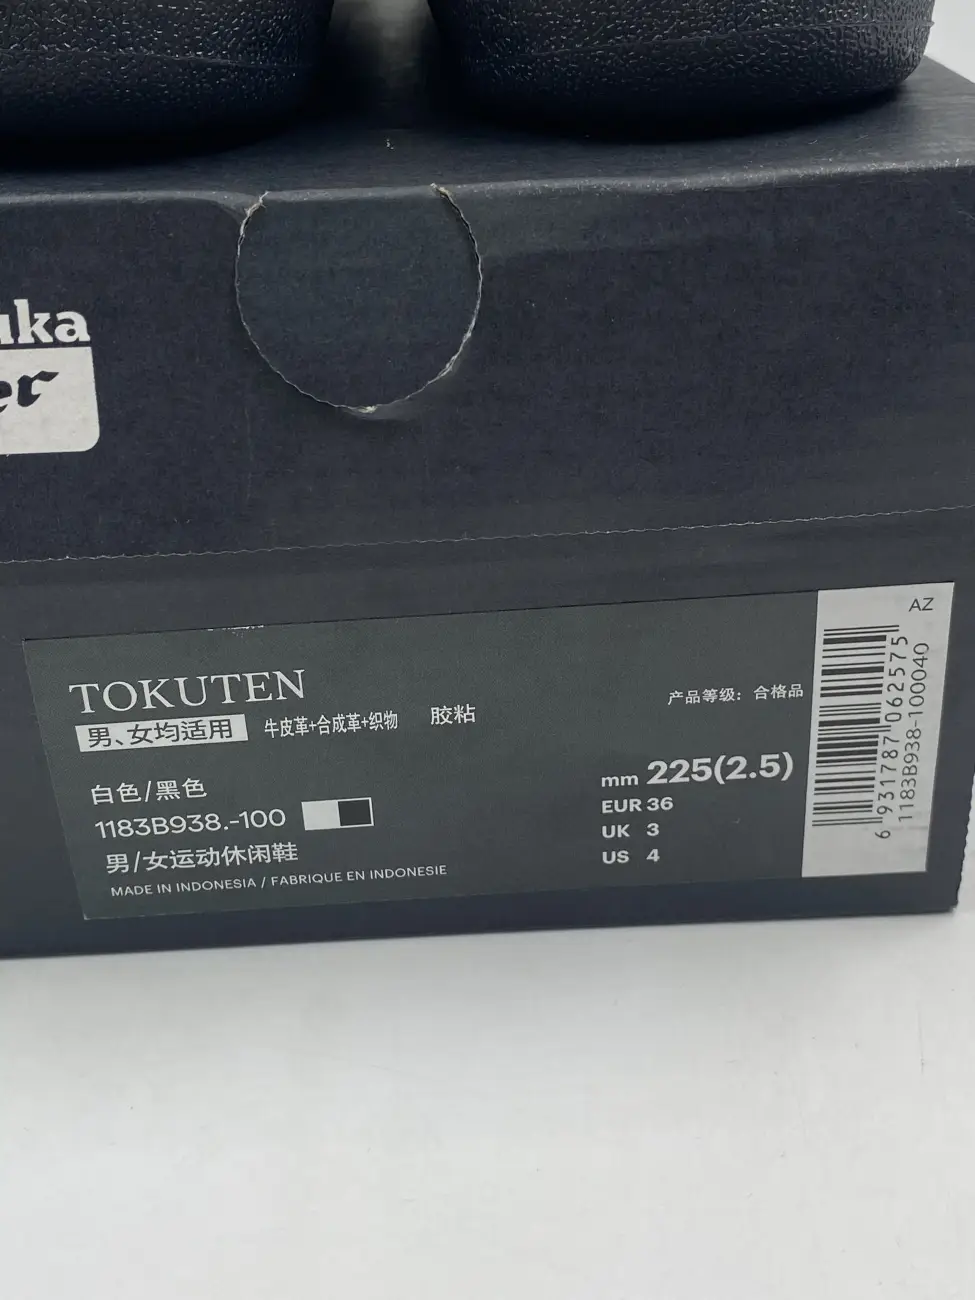 uka
er
AZ
TOKUTEN
男、女均适用
牛皮革+合成革+织物
胶粘
产品等级: 合格品
白色/黑色
1183B938.-100
男/女运动休闲鞋
MADE IN INDONESIA / FABRIQUE EN INDONESIE
mm 225(2.5)
EUR 36
UK 3
US 4
6 931787 062575
1183B938-100040